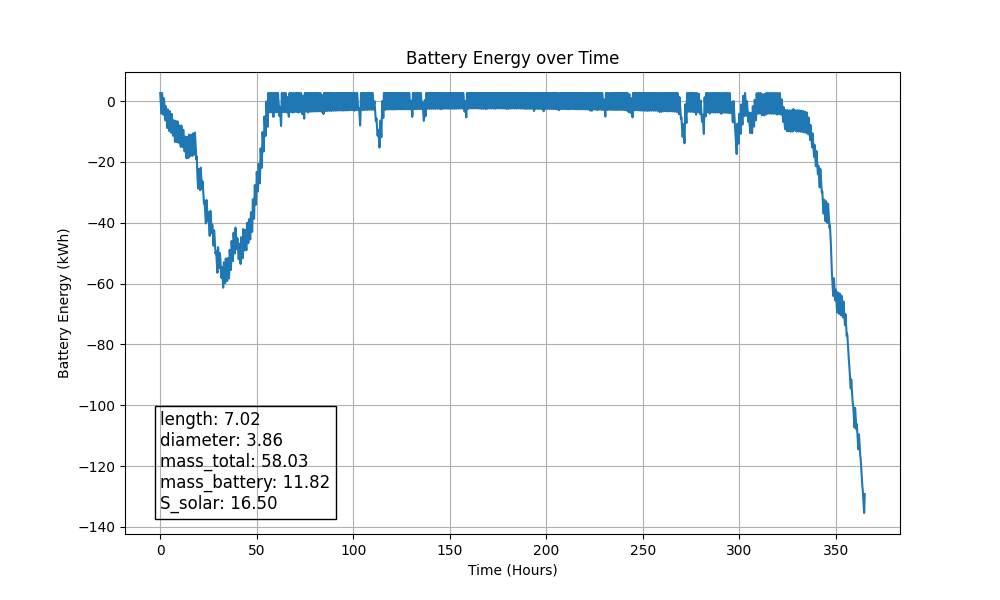 Battery Energy over Time
Battery Energy (kWh)
0
−20
−40
−60
−80
−100
−120
−140
length: 7.02
diameter: 3.86
mass_total: 58.03
mass_battery: 11.82
S_solar: 16.50
0 50 100 150 200 250 300 350
Time (Hours)